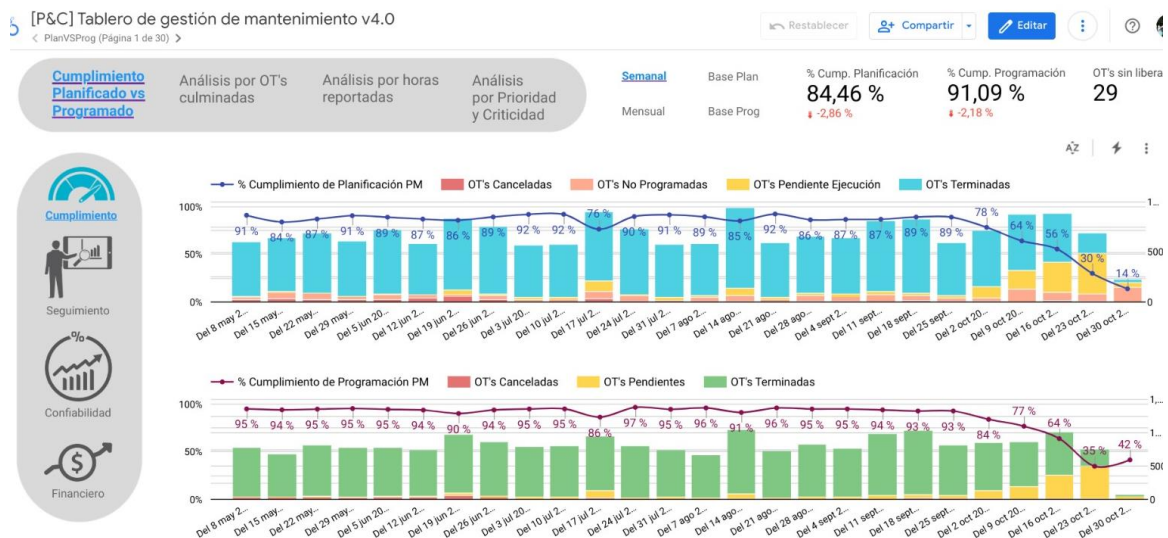 [P&C] Tablero de gestión de mantenimiento v4.0
PlanVSProg (Página 1 de 30)
Restablecer
Compartir
Editar
Cumplimiento
Planificado vs
Programado
Análisis por OT's
culminadas
Análisis por horas
reportadas
Análisis
por Prioridad
y Criticidad
Semanal
Base Plan
Mensual
Base Prog
% Cump. Planificación
84,46 %
-2,86 %
% Cump. Programación
91,09 %
-2,18 %
OT's sin libera
29
Cumplimiento
Seguimiento
-%-
Confiabilidad
$
Financiero
% Cumplimiento de Planificación PM OT's Canceladas OT's No Programadas OT's Pendiente Ejecución OT's Terminadas
100%
50%
0%
1...
500
0
91 % 84 % 87 % 91 % 89 % 87 % 86 % 89 % 92 % 92 % 76 % 90 % 91 % 89 % 85 % 92 % 86 % 87 % 87 % 89 % 89 % 78 % 64 % 56 % 30 % 14 %
Del 8 may 2... Del 15 may... Del 22 may... Del 29 may... Del 5 jun 20... Del 12 jun 2... Del 19 jun 2... Del 26 jun 2... Del 3 jul 20... Del 10 jul 2... Del 17 jul 2... Del 24 jul 2... Del 31 jul 2... Del 7 ago 2... Del 14 ago... Del 21 ago... Del 28 ago... Del 4 sept 2... Del 11 sept... Del 18 sept... Del 25 sept... Del 2 oct 20... Del 9 oct 20... Del 16 oct 2... Del 23 oct 2... Del 30 oct 2...
% Cumplimiento de Programación PM OT's Canceladas OT's Pendientes OT's Terminadas
100%
50%
0%
1,...
1...
500
0
95 % 94 % 95 % 95 % 95 % 94 % 90 % 94 % 95 % 95 % 86 % 97 % 95 % 96 % 91 % 96 % 95 % 95 % 94 % 93 % 93 % 84 % 77 % 64 % 35 % 42 %
Del 8 may 2... Del 15 may... Del 22 may... Del 29 may... Del 5 jun 20... Del 12 jun 2... Del 19 jun 2... Del 26 jun 2... Del 3 jul 20... Del 10 jul 2... Del 17 jul 2... Del 24 jul 2... Del 31 jul 2... Del 7 ago 2... Del 14 ago... Del 21 ago... Del 28 ago... Del 4 sept 2... Del 11 sept... Del 18 sept... Del 25 sept... Del 2 oct 20... Del 9 oct 20... Del 16 oct 2... Del 23 oct 2... Del 30 oct 2...